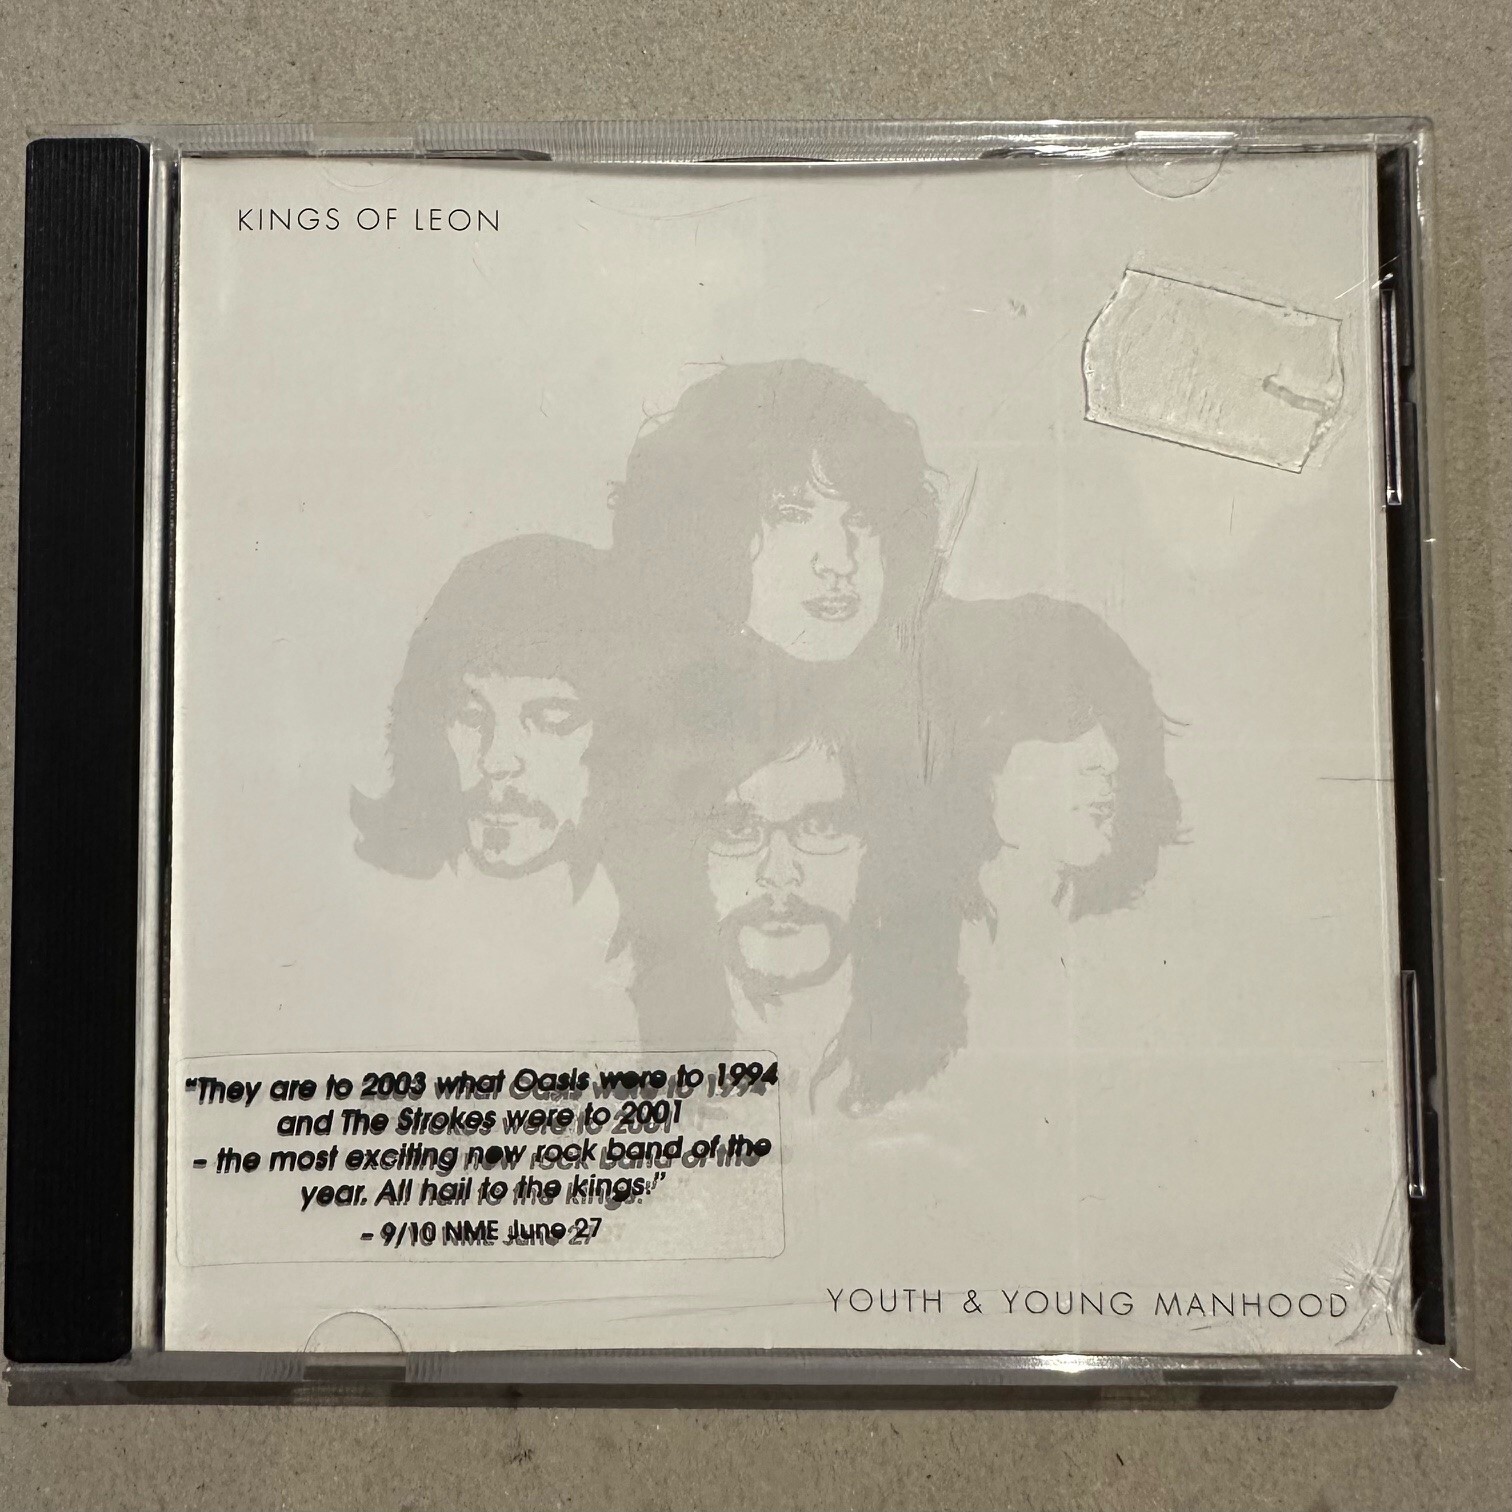 KINGS OF LEON
“They are to 2003 what Oasis were to 1994
and The Strokes were to 2001
– the most exciting new rock band of the
year. All hail to the kings!”
– 9/10 NME June 27
YOUTH & YOUNG MANHOOD